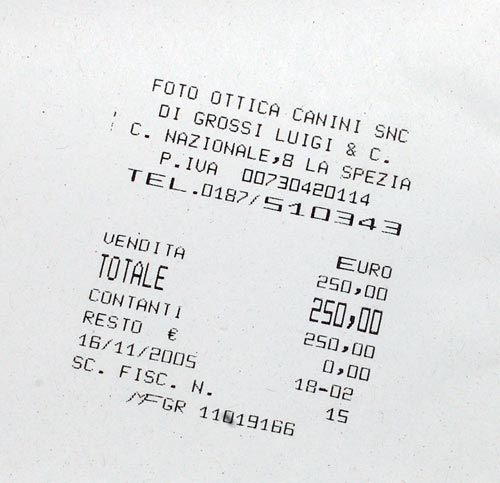 FOTO OTTICA CANINI SNC
DI GROSSI LUIGI & C.
C. NAZIONALE,8 LA SPEZIA
P.IVA 00730420114
TEL.0187/510343
EURO
VENDITA 250,00
TOTALE 250,00
CONTANTI 250,00
RESTO € 0,00
16/11/2005 18-02
SC. FISC. N. 15
MFGR 11019166